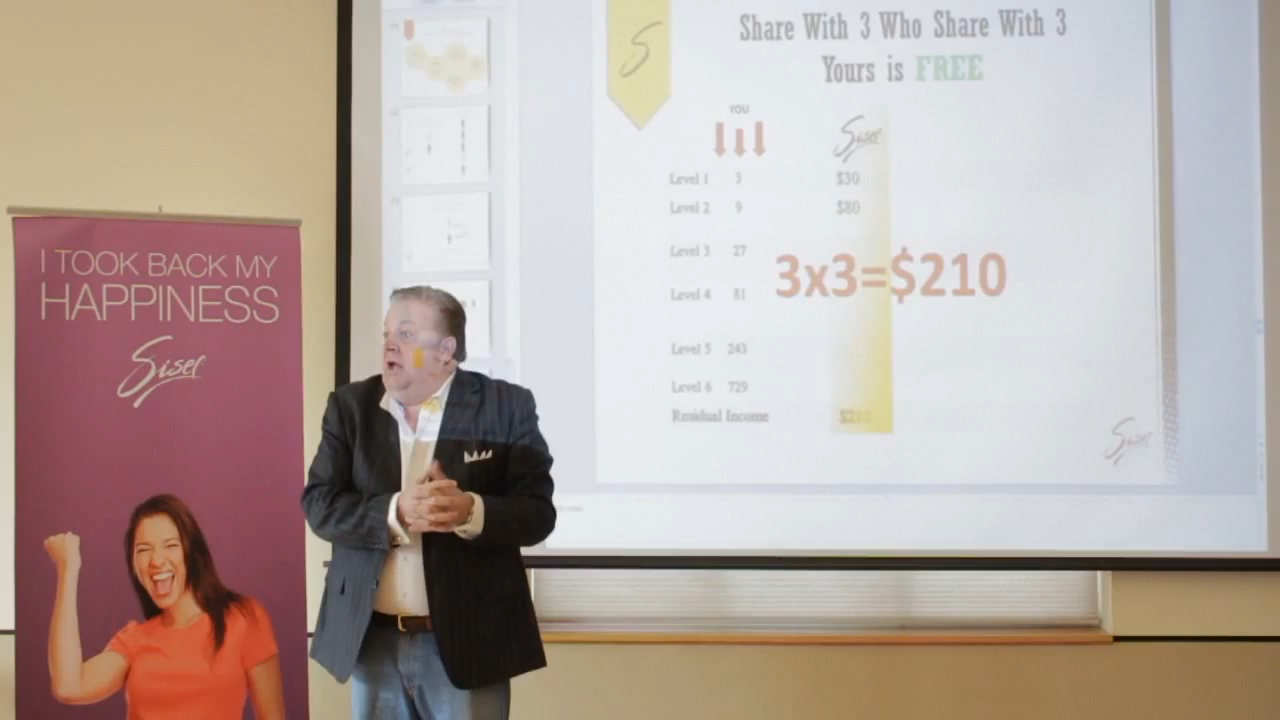 I TOOK BACK MY
HAPPINESS
Sisel
S
Share With 3 Who Share With 3
Yours is FREE
YOU
Sisel
Level 1 3 $30
Level 2 9 $80
Level 3 27
3x3=$210
Level 4 81
Level 5 243
Level 6 729
Residual Income $210
Sisel